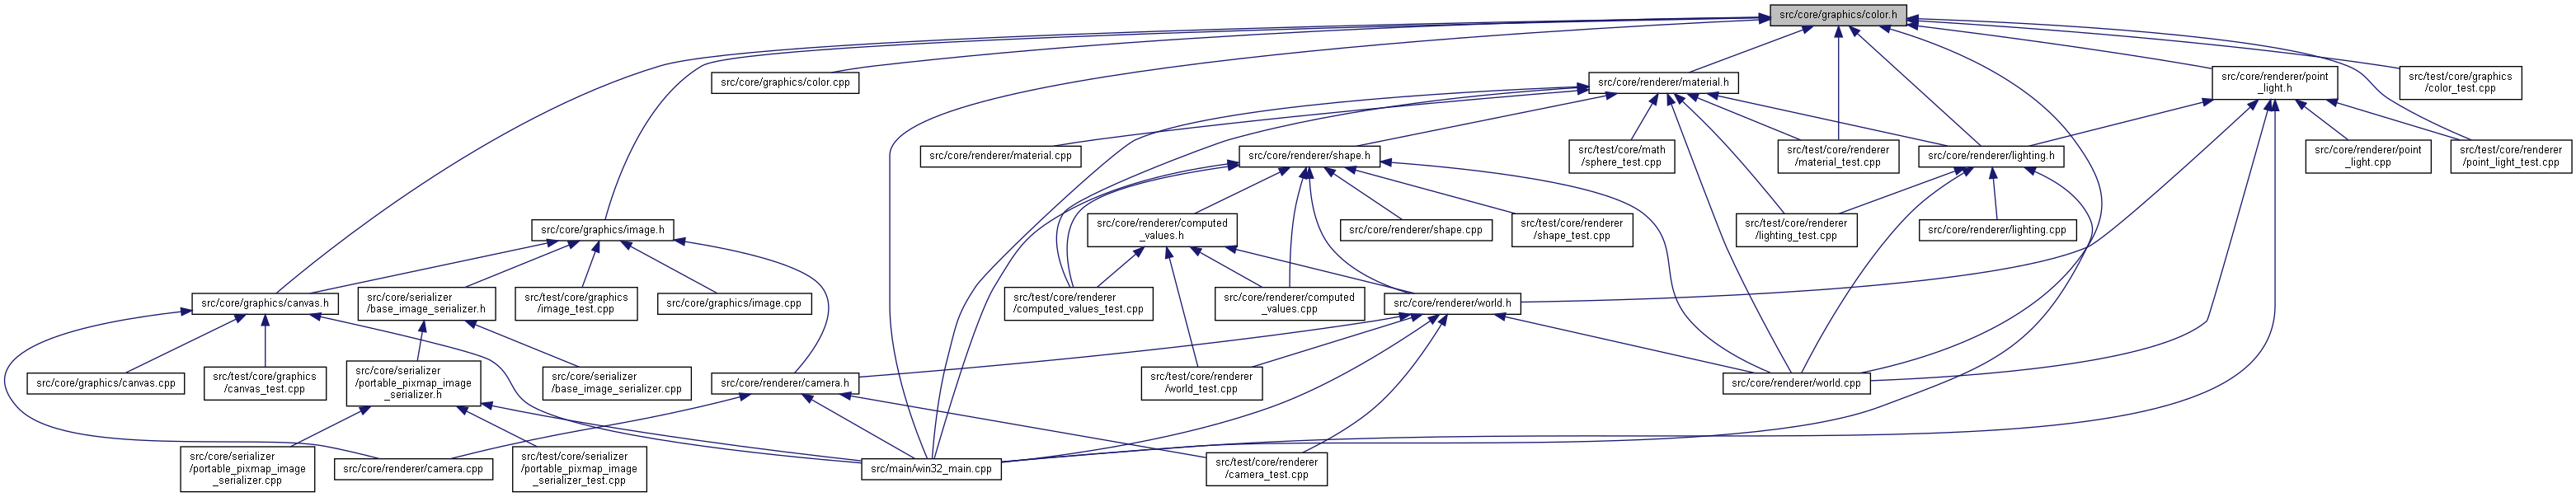 src/core/graphics/color.h
src/core/graphics/color.cpp
src/core/renderer/material.h
src/core/renderer/point
_light.h
src/test/core/graphics
/color_test.cpp
src/core/renderer/material.cpp
src/core/renderer/shape.h
src/test/core/math
/sphere_test.cpp
src/test/core/renderer
/material_test.cpp
src/core/renderer/lighting.h
src/core/renderer/point
_light.cpp
src/test/core/renderer
/point_light_test.cpp
src/core/graphics/image.h
src/core/renderer/computed
_values.h
src/core/renderer/shape.cpp
src/test/core/renderer
/shape_test.cpp
src/test/core/renderer
/lighting_test.cpp
src/core/renderer/lighting.cpp
src/core/graphics/canvas.h
src/core/serializer
/base_image_serializer.h
src/test/core/graphics
/image_test.cpp
src/core/graphics/image.cpp
src/test/core/renderer
/computed_values_test.cpp
src/core/renderer/computed
_values.cpp
src/core/renderer/world.h
src/core/graphics/canvas.cpp
src/test/core/graphics
/canvas_test.cpp
src/core/serializer
/portable_pixmap_image
_serializer.h
src/core/serializer
/base_image_serializer.cpp
src/core/renderer/camera.h
src/test/core/renderer
/world_test.cpp
src/core/renderer/world.cpp
src/core/serializer
/portable_pixmap_image
_serializer.cpp
src/core/renderer/camera.cpp
src/test/core/serializer
/portable_pixmap_image
_serializer_test.cpp
src/main/win32_main.cpp
src/test/core/renderer
/camera_test.cpp